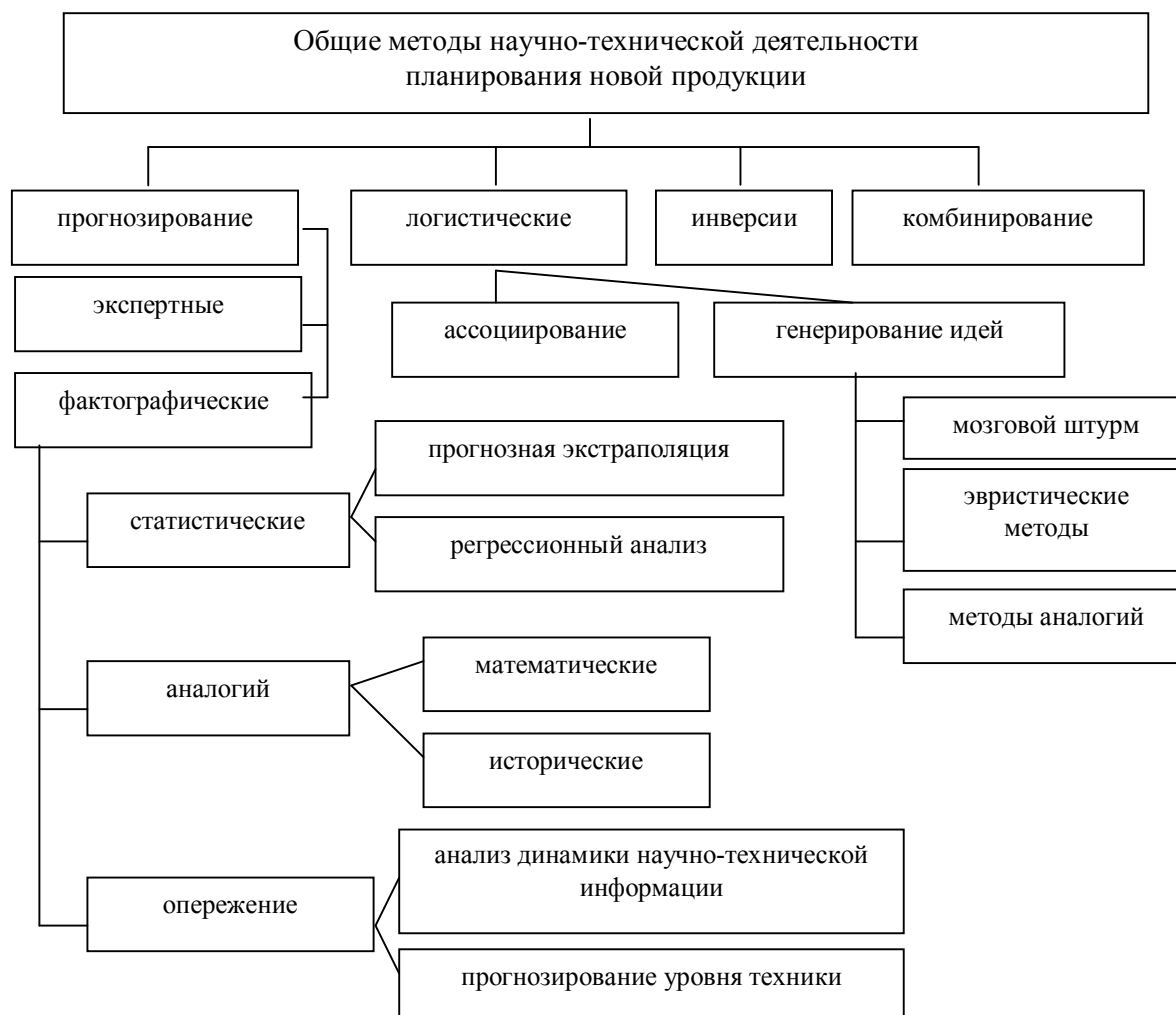 Общие методы научно-технической деятельности
планирования новой продукции
прогнозирование
логистические
инверсии
комбинирование
экспертные
ассоциирование
генерирование идей
фактографические
мозговой штурм
прогнозная экстраполяция
статистические
эвристические
методы
регрессионный анализ
методы аналогий
математические
аналогий
исторические
анализ динамики научно-технической
информации
опережение
прогнозирование уровня техники